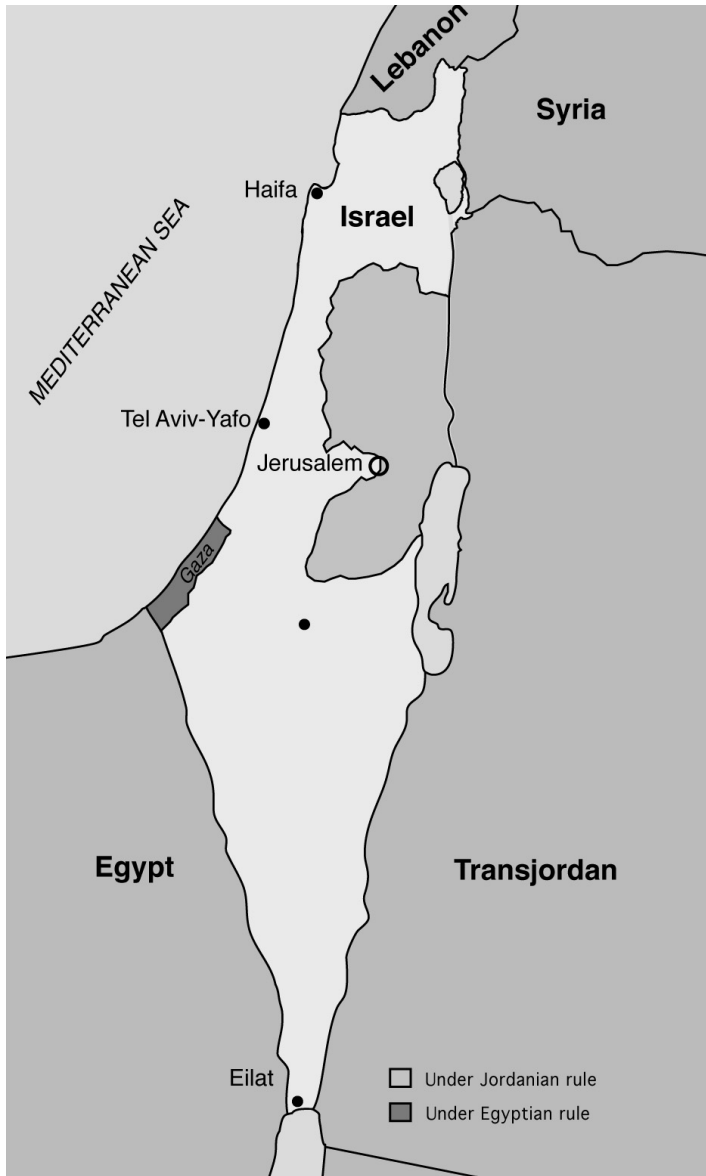 Lebanon
Syria
Haifa
Israel
MEDITERRANEAN SEA
Tel Aviv-Yafo
Jerusalem
Gaza
Egypt
Transjordan
Eilat
Under Jordanian rule
Under Egyptian rule